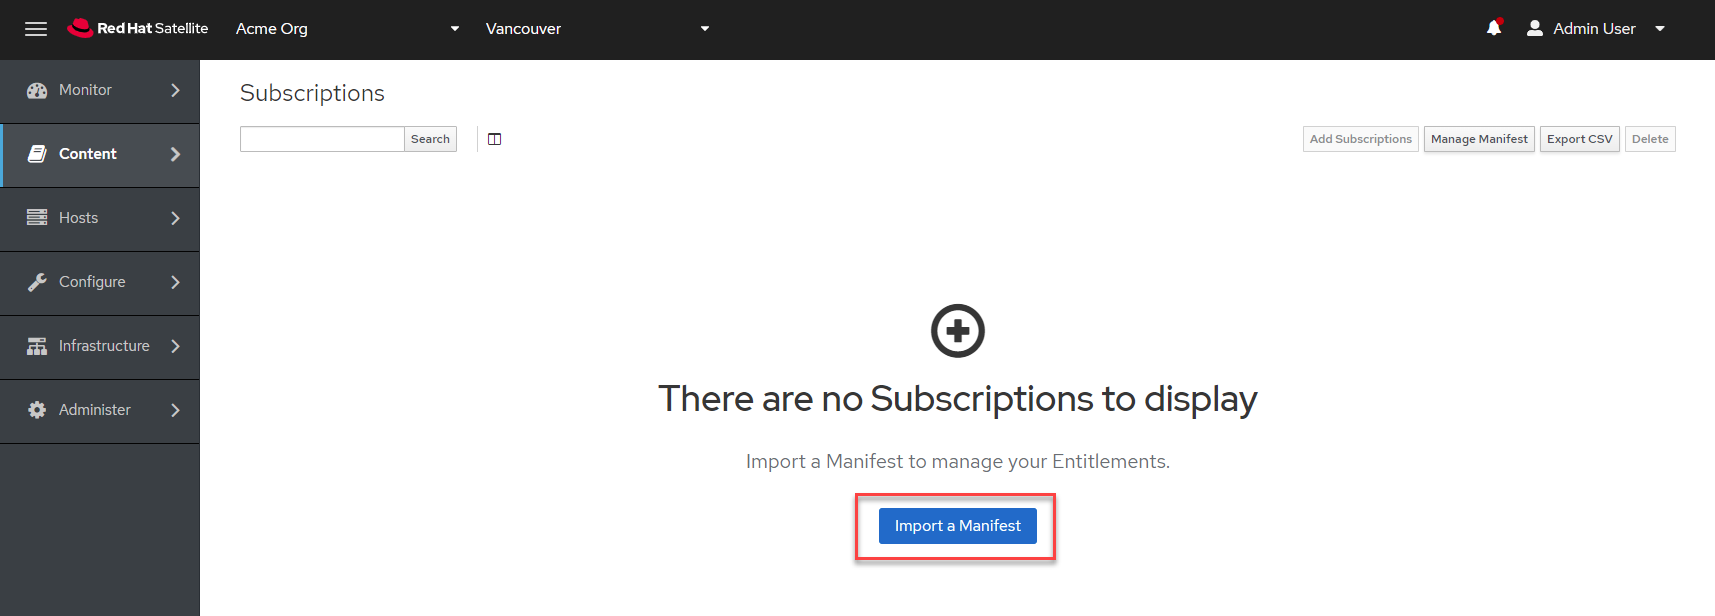 Red Hat Satellite Acme Org Vancouver Admin User
Monitor
Content
Hosts
Configure
Infrastructure
Administer
Subscriptions
Search Add Subscriptions Manage Manifest Export CSV Delete
There are no Subscriptions to display
Import a Manifest to manage your Entitlements.
Import a Manifest